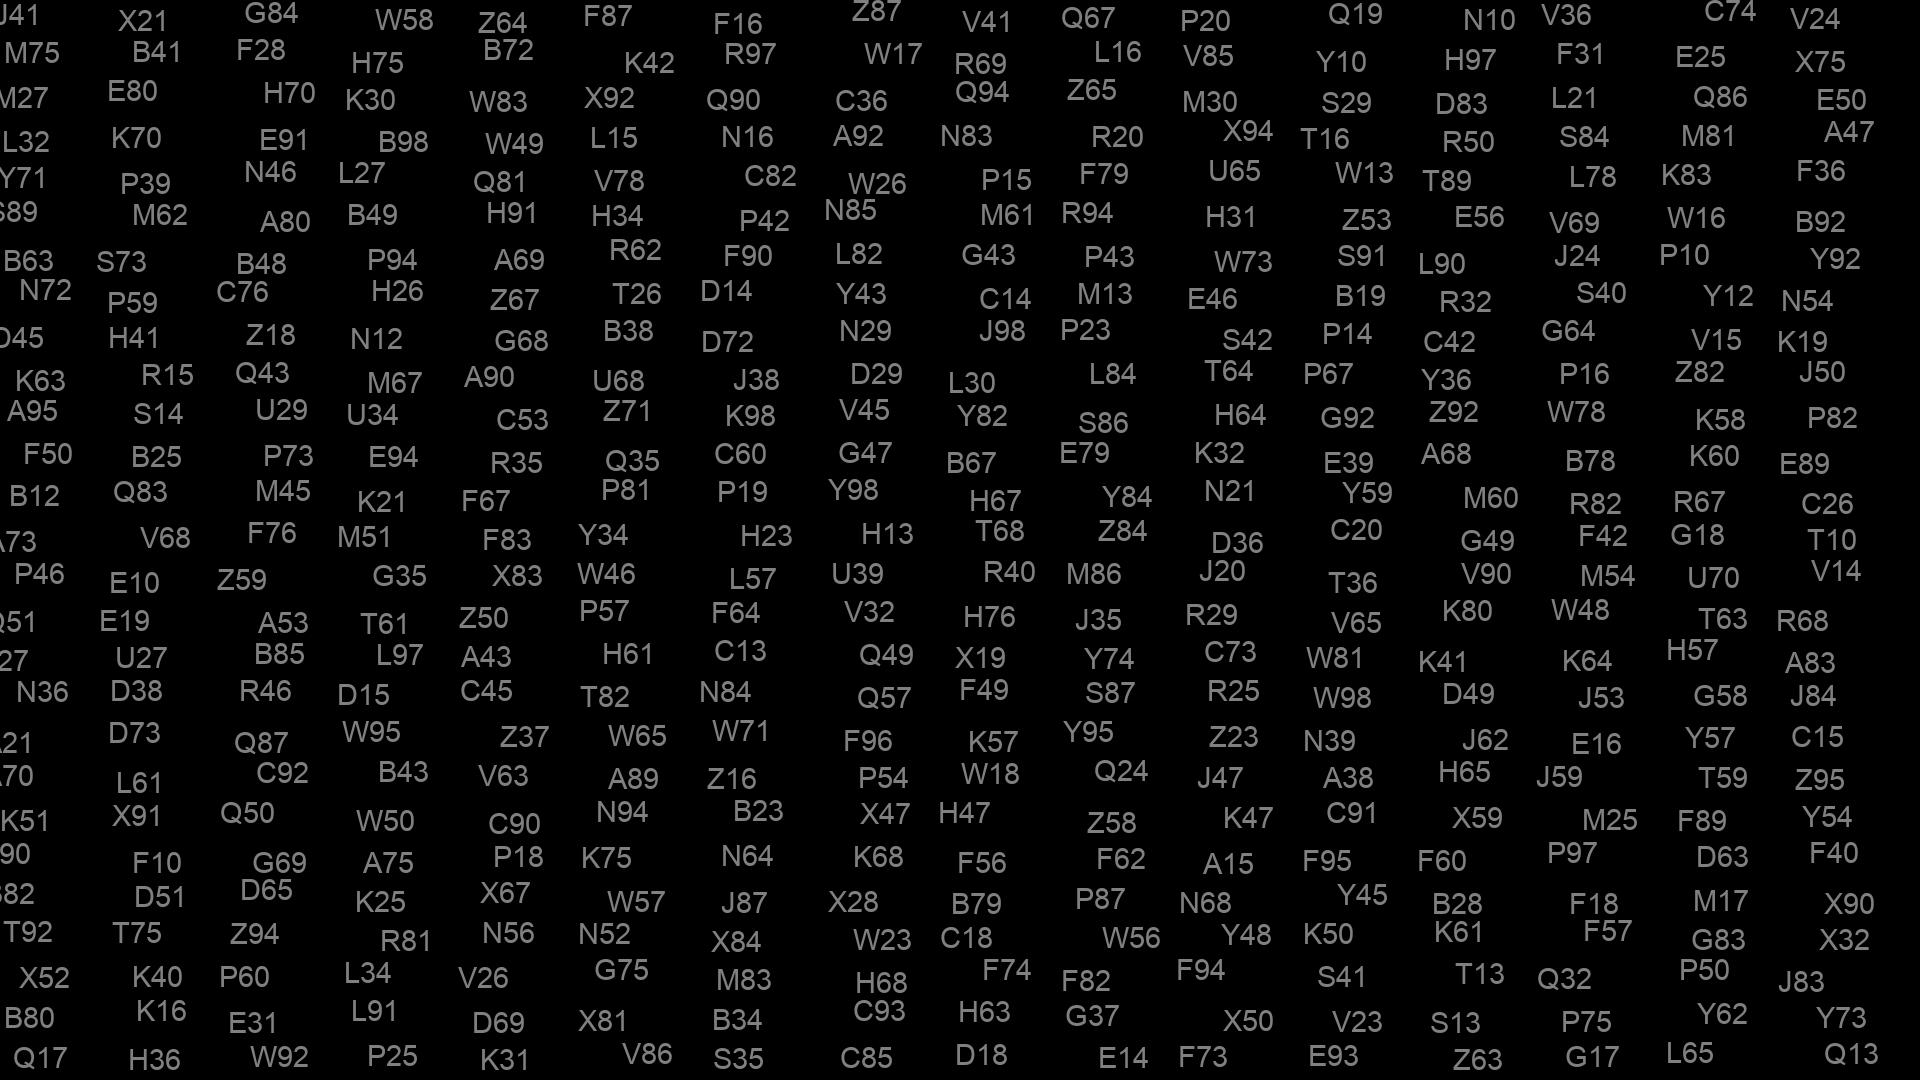 J41 X21 G84 W58 Z64 F87 F16 Z87 V41 Q67 P20 Q19 N10 V36 C74 V24
M75 B41 F28 H75 B72 K42 R97 W17 R69 L16 V85 Y10 H97 F31 E25 X75
M27 E80 H70 K30 W83 X92 Q90 C36 Q94 Z65 M30 S29 D83 L21 Q86 E50
L32 K70 E91 B98 W49 L15 N16 A92 N83 R20 X94 T16 R50 S84 M81 A47
Y71 P39 N46 L27 Q81 V78 C82 W26 P15 F79 U65 W13 T89 L78 K83 F36
S89 M62 A80 B49 H91 H34 P42 N85 M61 R94 H31 Z53 E56 V69 W16 B92
B63 S73 B48 P94 A69 R62 F90 L82 G43 P43 W73 S91 L90 J24 P10 Y92
N72 P59 C76 H26 Z67 T26 D14 Y43 C14 M13 E46 B19 R32 S40 Y12 N54
D45 H41 Z18 N12 G68 B38 D72 N29 J98 P23 S42 P14 C42 G64 V15 K19
K63 R15 Q43 M67 A90 U68 J38 D29 L30 L84 T64 P67 Y36 P16 Z82 J50
A95 S14 U29 U34 C53 Z71 K98 V45 Y82 S86 H64 G92 Z92 W78 K58 P82
F50 B25 P73 E94 R35 Q35 C60 G47 B67 E79 K32 E39 A68 B78 K60 E89
B12 Q83 M45 K21 F67 P81 P19 Y98 H67 Y84 N21 Y59 M60 R82 R67 C26
A73 V68 F76 M51 F83 Y34 H23 H13 T68 Z84 D36 C20 G49 F42 G18 T10
P46 E10 Z59 G35 X83 W46 L57 U39 R40 M86 J20 T36 V90 M54 U70 V14
Q51 E19 A53 T61 Z50 P57 F64 V32 H76 J35 R29 V65 K80 W48 T63 R68
27 U27 B85 L97 A43 H61 C13 Q49 X19 Y74 C73 W81 K41 K64 H57 A83
N36 D38 R46 D15 C45 T82 N84 Q57 F49 S87 R25 W98 D49 J53 G58 J84
21 D73 Q87 W95 Z37 W65 W71 F96 K57 Y95 Z23 N39 J62 E16 Y57 C15
70 L61 C92 B43 V63 A89 Z16 P54 W18 Q24 J47 A38 H65 J59 T59 Z95
K51 X91 Q50 W50 C90 N94 B23 X47 H47 Z58 K47 C91 X59 M25 F89 Y54
90 F10 G69 A75 P18 K75 N64 K68 F56 F62 A15 F95 F60 P97 D63 F40
82 D51 D65 K25 X67 W57 J87 X28 B79 P87 N68 Y45 B28 F18 M17 X90
T92 T75 Z94 R81 N56 N52 X84 W23 C18 W56 Y48 K50 K61 F57 G83 X32
X52 K40 P60 L34 V26 G75 M83 H68 F74 F82 F94 S41 T13 Q32 P50 J83
B80 K16 E31 L91 D69 X81 B34 C93 H63 G37 X50 V23 S13 P75 Y62 Y73
Q17 H36 W92 P25 K31 V86 S35 C85 D18 E14 F73 E93 Z63 G17 L65 Q13